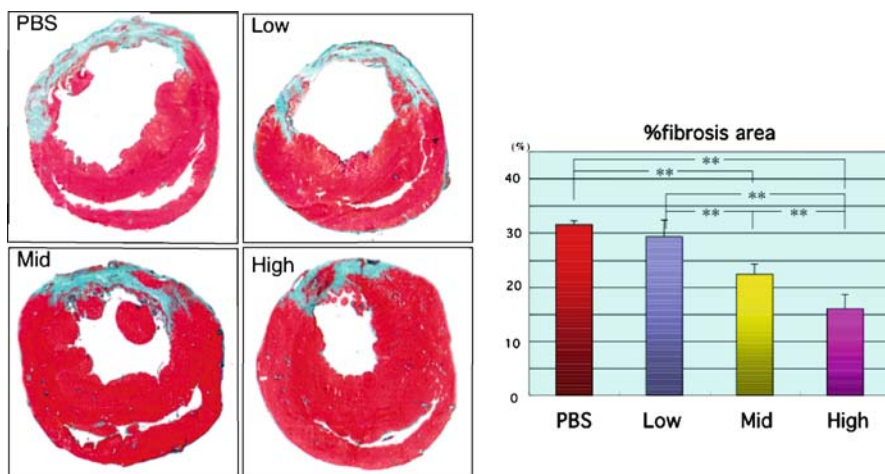 PBS
Low
Mid
High
%fibrosis area
(%)
40
30
20
10
0
**
**
**
**
**
PBS Low Mid High